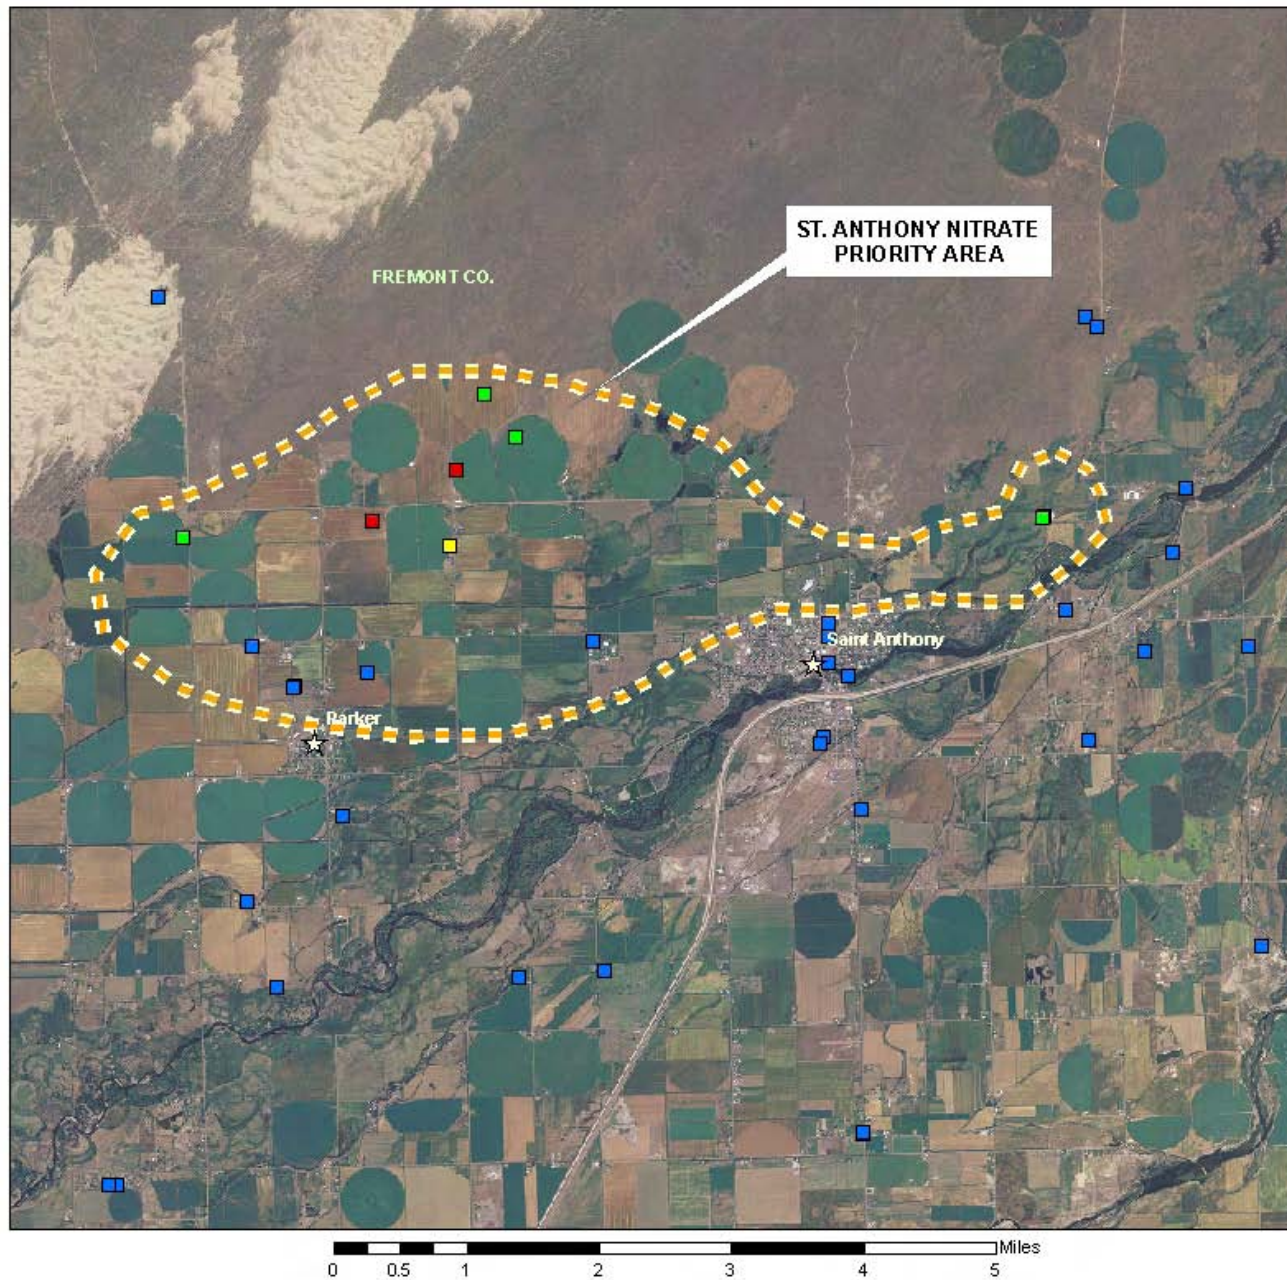 ST. ANTHONY NITRATE
PRIORITY AREA
FREMONT CO.
Saint Anthony
Parker
Miles
0 0.5 1 2 3 4 5